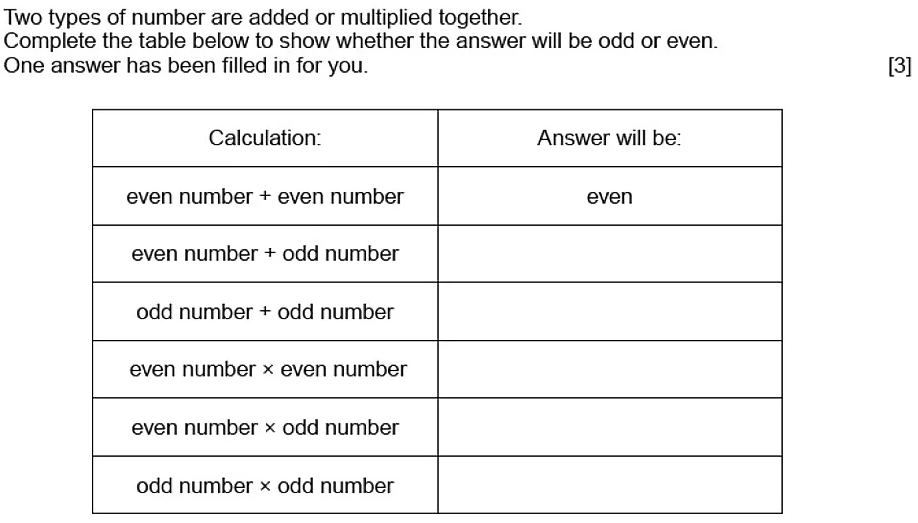 Two types of number are added or multiplied together.
Complete the table below to show whether the answer will be odd or even.
One answer has been filled in for you. [3]
Calculation: Answer will be:
even number + even number even
even number + odd number
odd number + odd number
even number × even number
even number × odd number
odd number × odd number